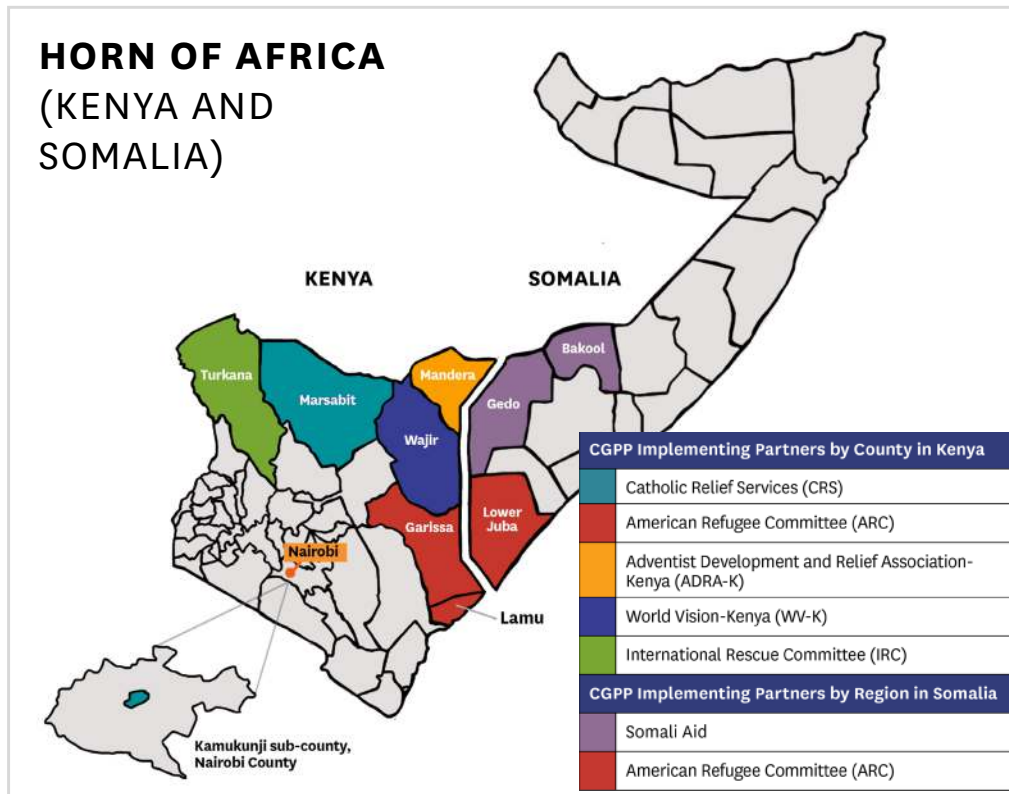 HORN OF AFRICA
(KENYA AND
SOMALIA)
KENYA
SOMALIA
Turkana
Marsabit
Mandera
Wajir
Gedo
Bakool
Garissa
Lower
Juba
Nairobi
Lamu
Kamukunji sub-county,
Nairobi County
CGPP Implementing Partners by County in Kenya
Catholic Relief Services (CRS)
American Refugee Committee (ARC)
Adventist Development and Relief Association-
Kenya (ADRA-K)
World Vision-Kenya (WV-K)
International Rescue Committee (IRC)
CGPP Implementing Partners by Region in Somalia
Somali Aid
American Refugee Committee (ARC)